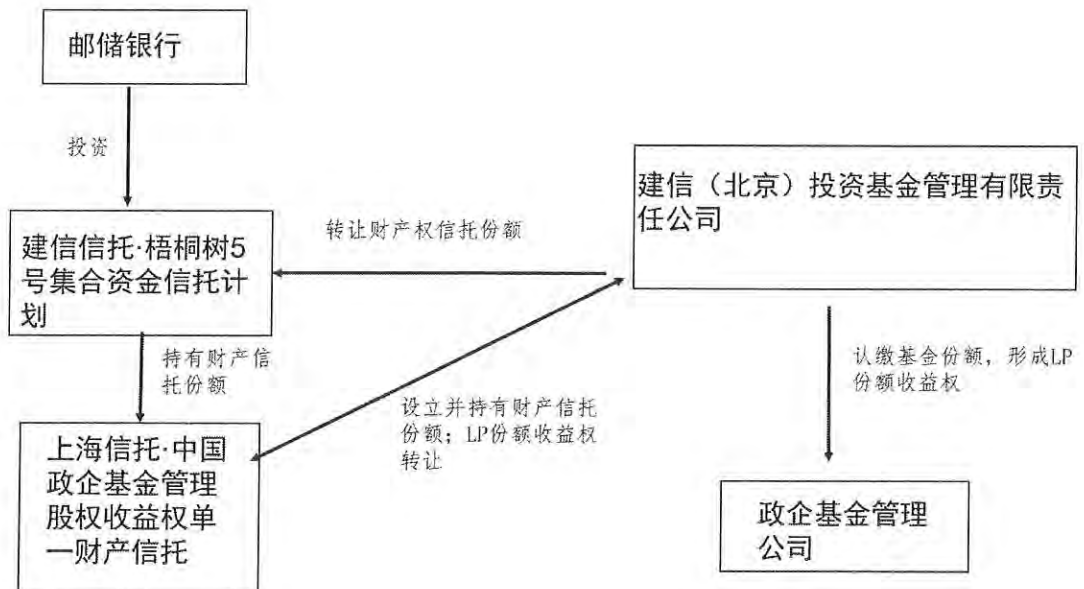 邮储银行
投资
建信（北京）投资基金管理有限责
任公司
转让财产权信托份额
建信信托·梧桐树5
号集合资金信托计
划
持有财产信
托份额
认缴基金份额，形成LP
份额收益权
设立并持有财产信托
份额；LP份额收益权
转让
上海信托·中国
政企基金管理
股权收益权单
一财产信托
政企基金管理
公司